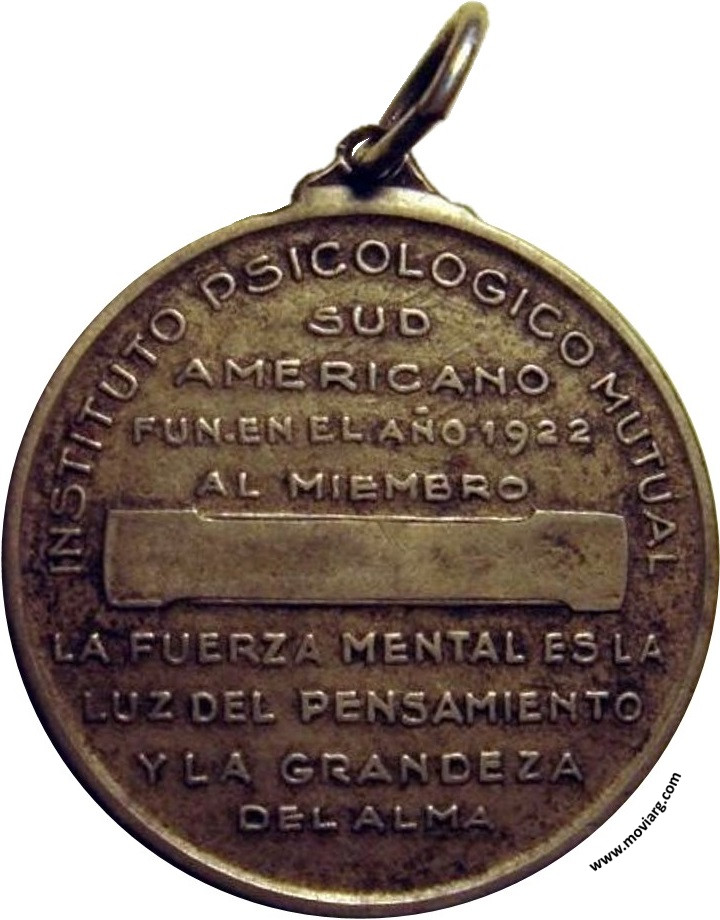 INSTITUTO PSICOLOGICO MUTUAL
SUD
AMERICANO
FUN. EN EL AÑO 1922
AL MIEMBRO
LA FUERZA MENTAL ES LA
LUZ DEL PENSAMIENTO
Y LA GRANDEZA
DEL ALMA
www.moviarg.com